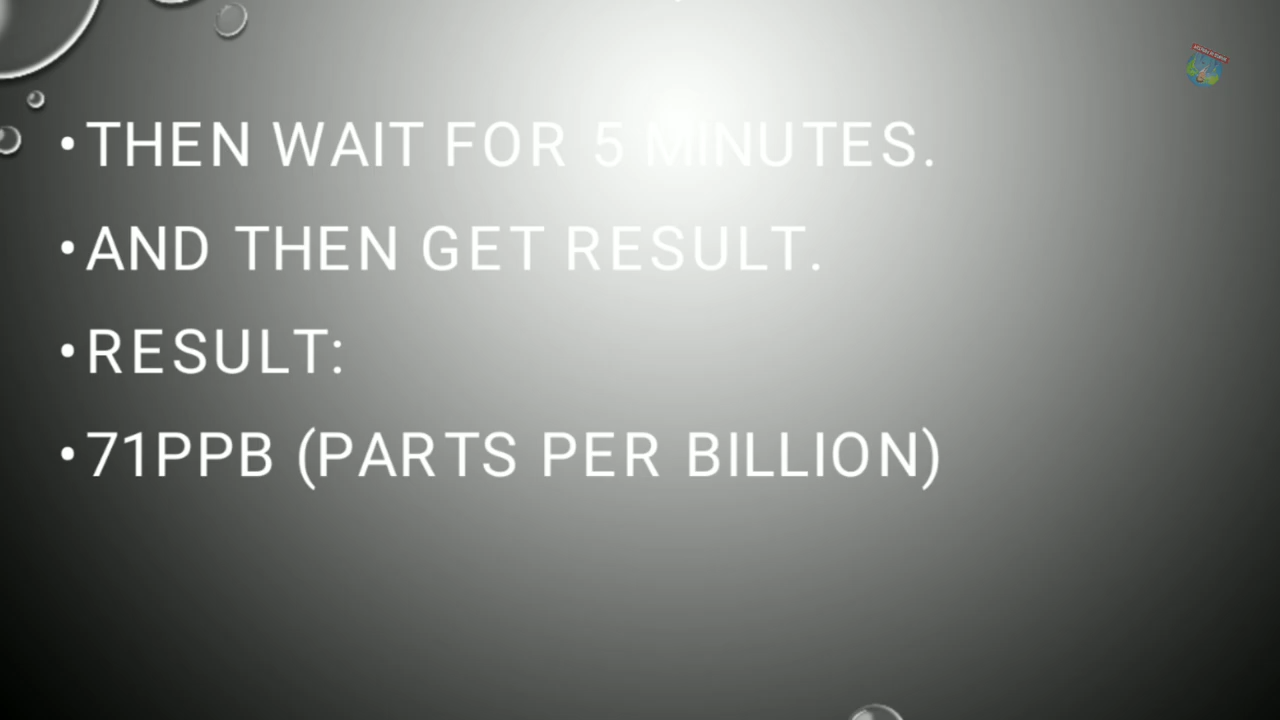 • THEN WAIT FOR 5 MINUTES.
• AND THEN GET RESULT.
• RESULT:
• 71PPB (PARTS PER BILLION)